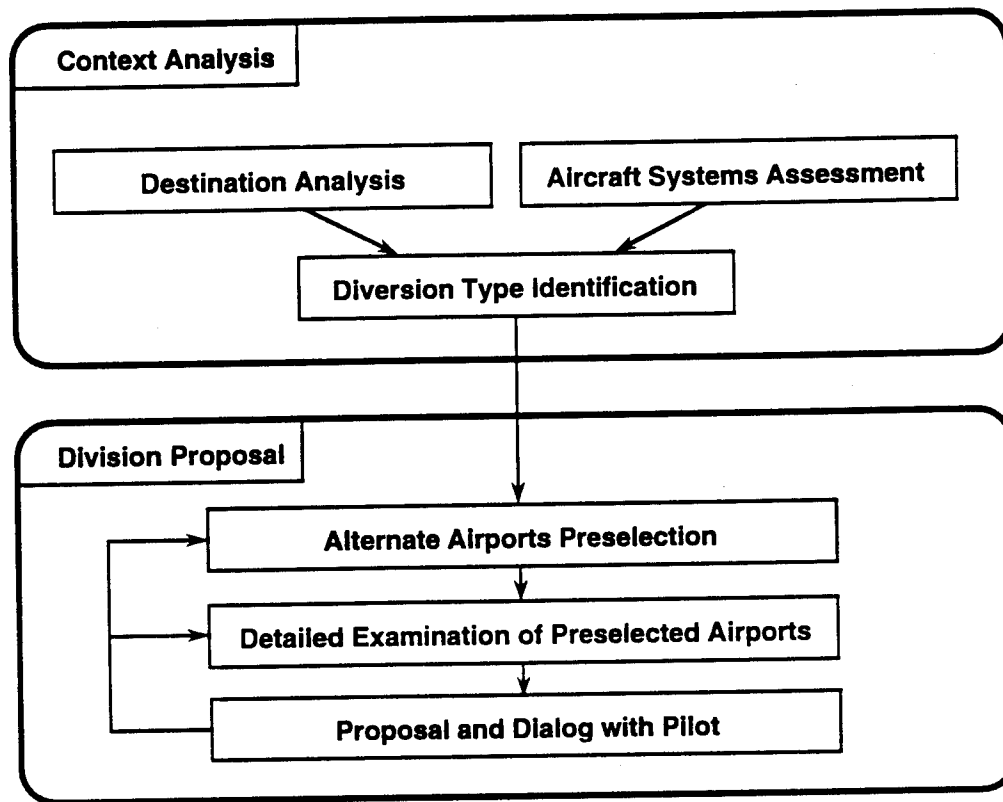 Context Analysis
Destination Analysis
Aircraft Systems Assessment
Diversion Type Identification
Division Proposal
Alternate Airports Preselection
Detailed Examination of Preselected Airports
Proposal and Dialog with Pilot